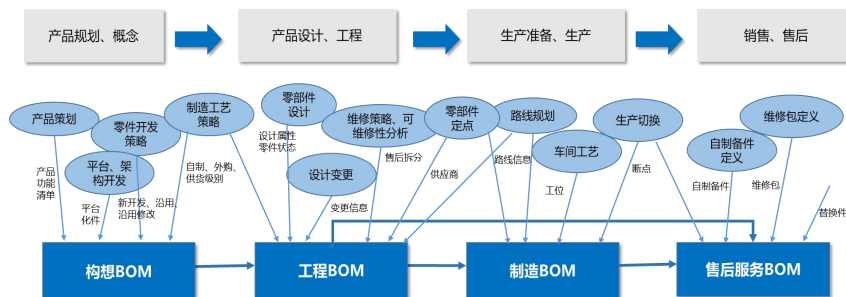 产品规划、概念
产品设计、工程
生产准备、生产
销售、售后
产品策划
零件开发
策略
制造工艺
策略
平台、架
构开发
零部件
设计
维修策略、可
维修性分析
零部件
定点
路线规划
设计变更
车间工艺
生产切换
自制备件
定义
维修包定义
产品
功能
清单
平台
化件
新开发、沿用、
沿用修改
自制、外购、
供货级别
设计属性
零件状态
变更信息
售后拆分
供应商
路线信息
工位
断点
自制备件
维修包
替换件
构想BOM
工程BOM
制造BOM
售后服务BOM